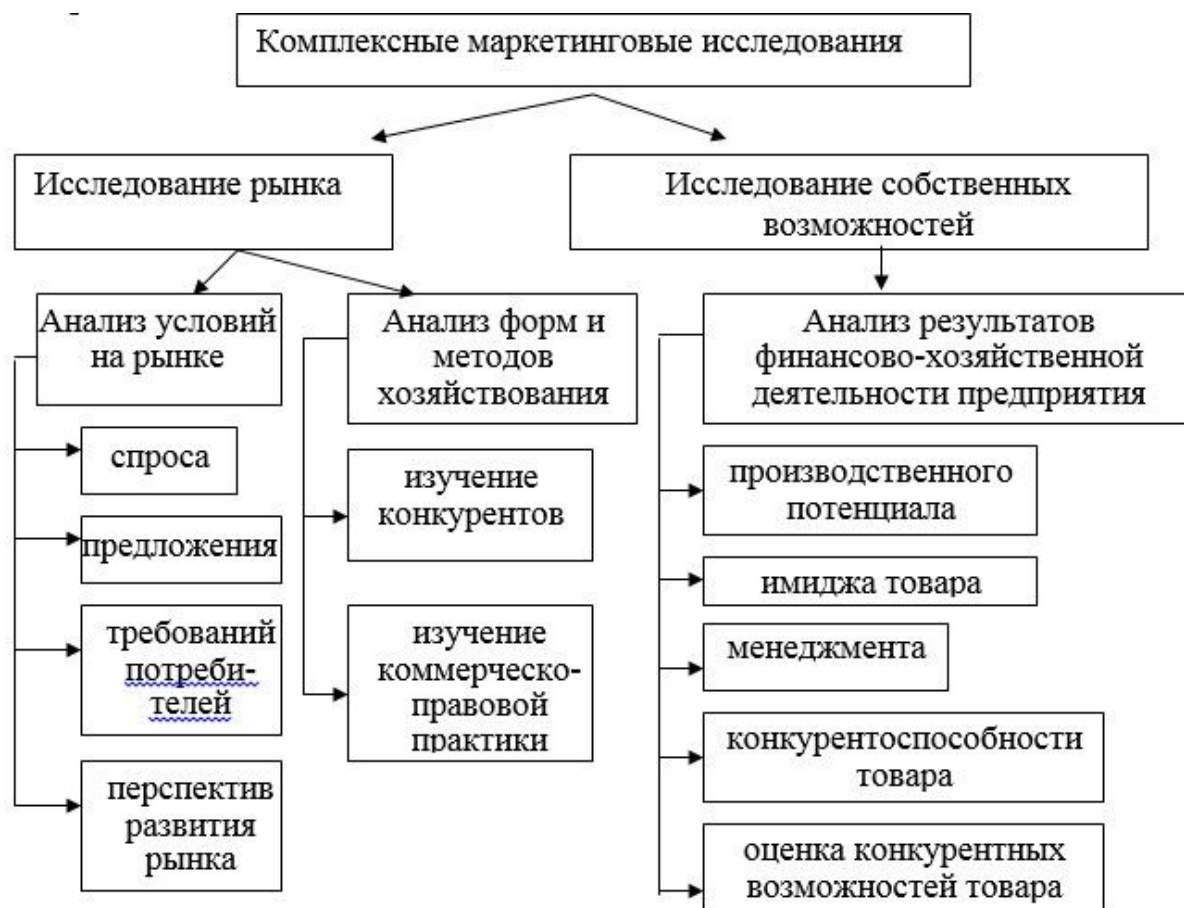 Комплексные маркетинговые исследования
Исследование рынка
Исследование собственных
возможностей
Анализ условий
на рынке
спроса
предложения
требований
потреби-
телей
перспектив
развития
рынка
Анализ форм и
методов
хозяйствования
изучение
конкурентов
изучение
коммерческо-
правовой
практики
Анализ результатов
финансово-хозяйственной
деятельности предприятия
производственного
потенциала
имиджа товара
менеджмента
конкурентоспособности
товара
оценка конкурентных
возможностей товара